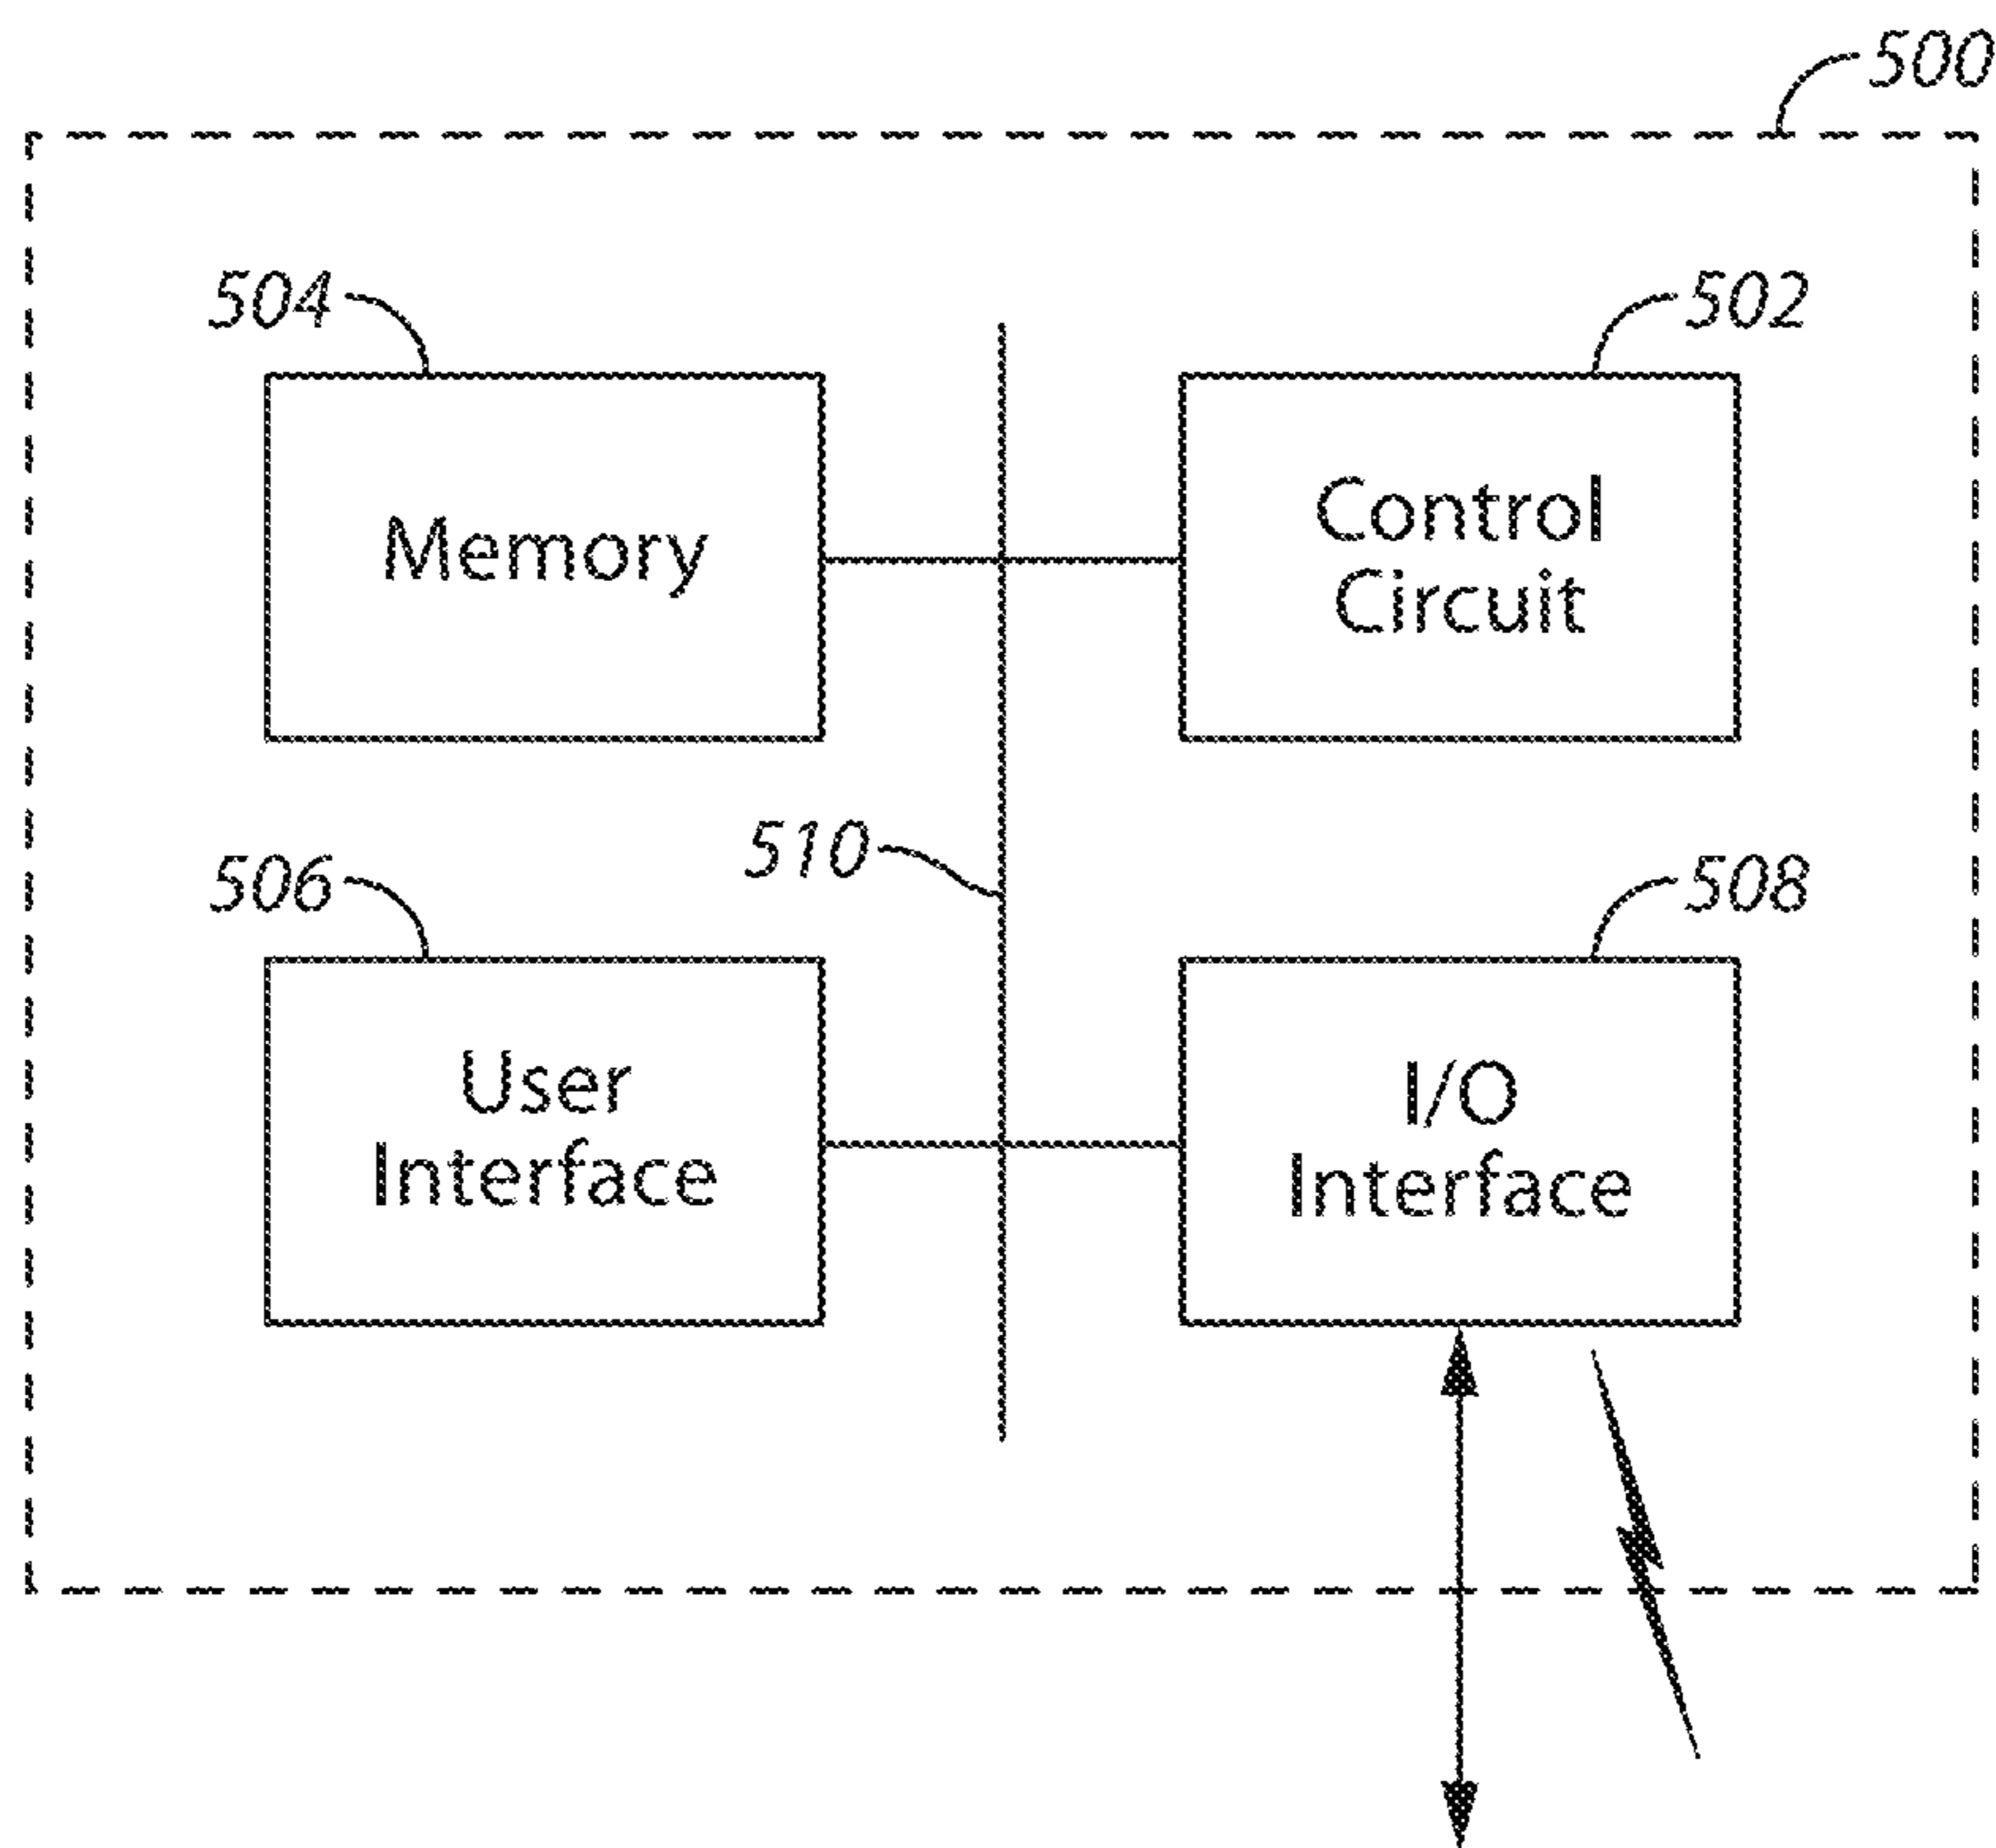 500
504
502
Memory
Control
Circuit
510
506
508
User
Interface
I/O
Interface